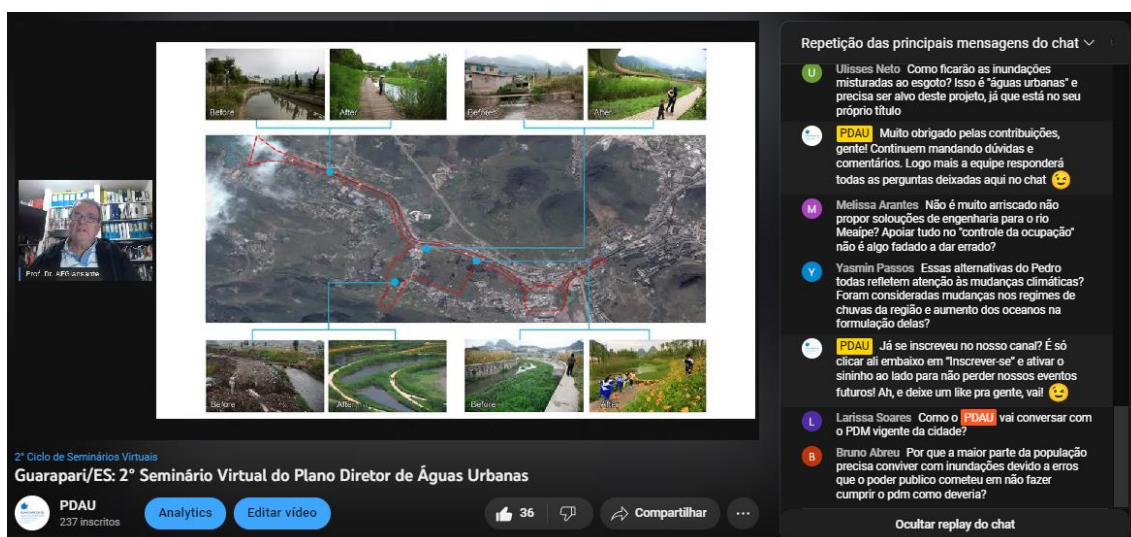 Before
After
Before
After
Prof. Dr. AEGiansante
Before
After
Before
After
2° Ciclo de Seminários Virtuais
Guarapari/ES: 2° Seminário Virtual do Plano Diretor de Águas Urbanas
PDAU
237 inscritos
Analytics
Editar vídeo
36
Compartilhar
Repetição das principais mensagens do chat
U
Ulisses Neto Como ficarão as inundações
misturadas ao esgoto? Isso é "águas urbanas" e
precisa ser alvo deste projeto, já que está no seu
próprio título
PDAU Muito obrigado pelas contribuições,
gente! Continuem mandando dúvidas e
comentários. Logo mais a equipe responderá
todas as perguntas deixadas aqui no chat 😉
M
Melissa Arantes Não é muito arriscado não
propor solouções de engenharia para o rio
Meaípe? Apoiar tudo no "controle da ocupação"
não é algo fadado a dar errado?
Y
Yasmin Passos Essas alternativas do Pedro
todas refletem atenção às mudanças climáticas?
Foram consideradas mudanças nos regimes de
chuvas da região e aumento dos oceanos na
formulação delas?
PDAU Já se inscreveu no nosso canal? É só
clicar ali embaixo em "Inscrever-se" e ativar o
sininho ao lado para não perder nossos eventos
futuros! Ah, e deixe um like pra gente, vai! 😉
L
Larissa Soares Como o PDAU vai conversar com
o PDM vigente da cidade?
B
Bruno Abreu Por que a maior parte da população
precisa conviver com inundações devido a erros
que o poder publico cometeu em não fazer
cumprir o pdm como deveria?
Ocultar replay do chat